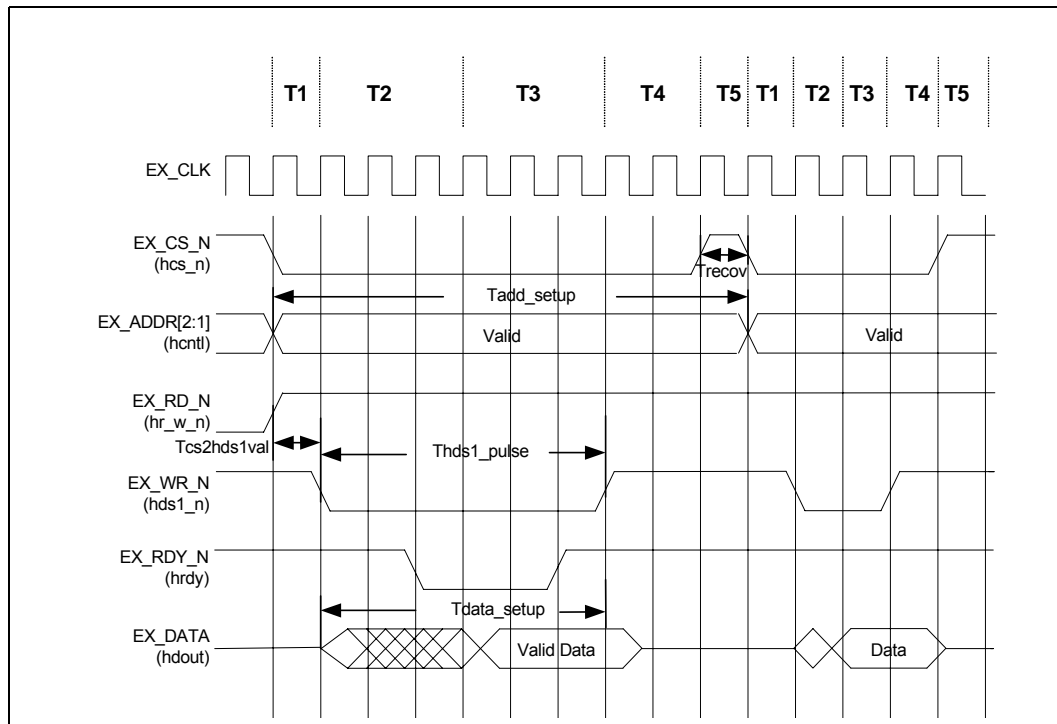 T1 T2 T3 T4 T5 T1 T2 T3 T4 T5
EX_CLK
EX_CS_N
(hcs_n)
Trecov
Tadd_setup
EX_ADDR[2:1]
(hcntl)
Valid
Valid
EX_RD_N
(hr_w_n)
Tcs2hds1val
Thds1_pulse
EX_WR_N
(hds1_n)
EX_RDY_N
(hrdy)
Tdata_setup
EX_DATA
(hdout)
Valid Data
Data